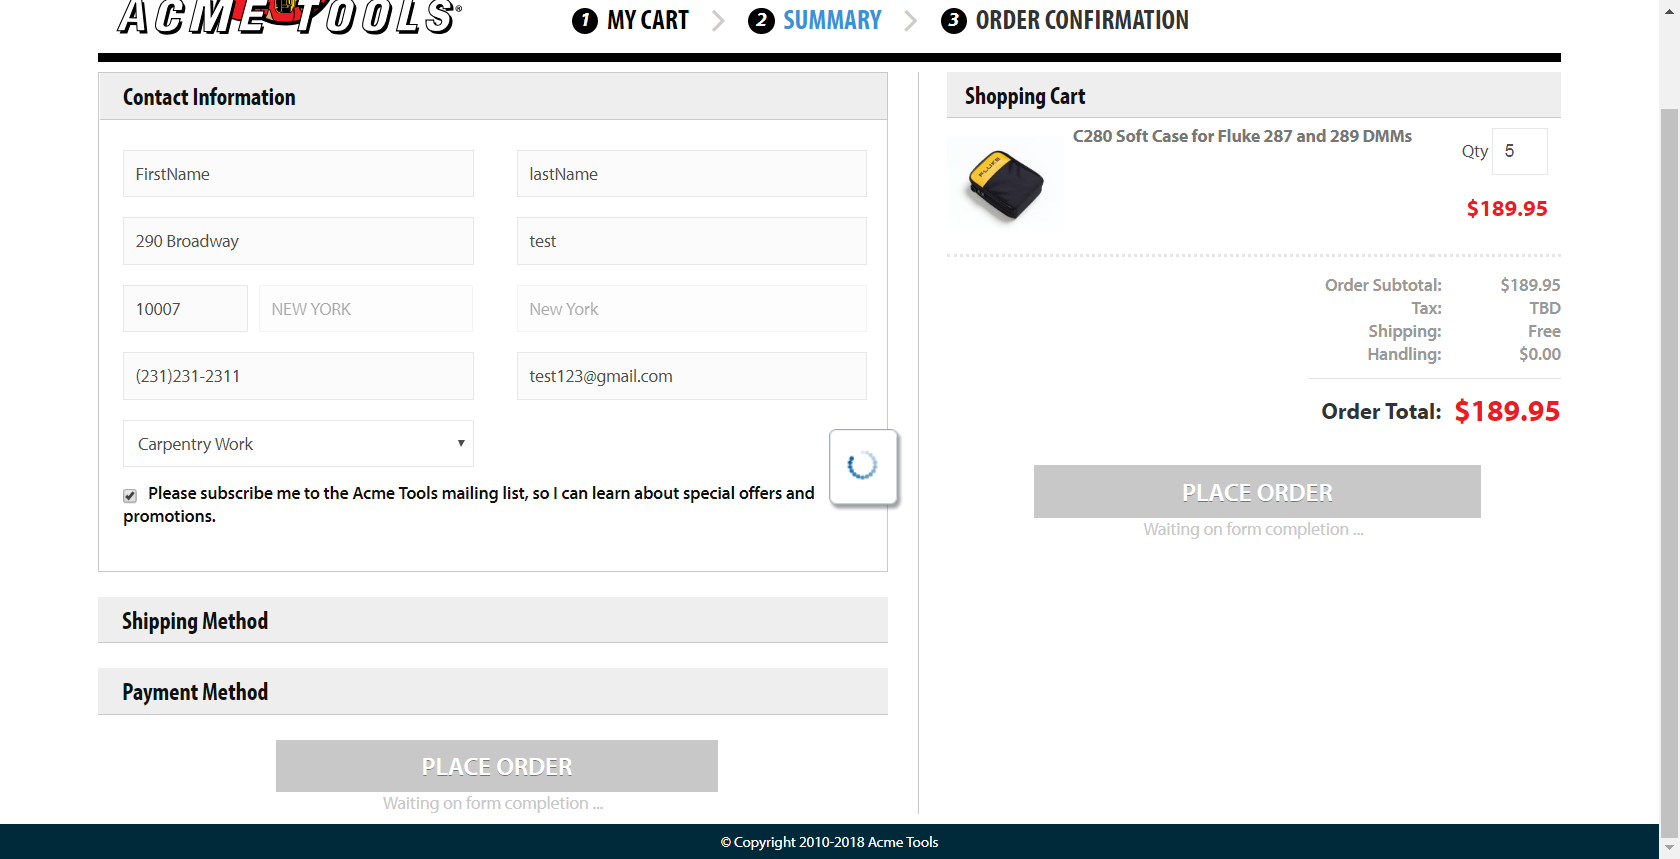 ACME TOOLS®
1 MY CART
2 SUMMARY
3 ORDER CONFIRMATION
Contact Information
FirstName
lastName
290 Broadway
test
10007
NEW YORK
New York
(231)231-2311
test123@gmail.com
Carpentry Work
Please subscribe me to the Acme Tools mailing list, so I can learn about special offers and
promotions.
Shipping Method
Payment Method
PLACE ORDER
Waiting on form completion ...
Shopping Cart
FLUKE
C280 Soft Case for Fluke 287 and 289 DMMs
Qty 5
$189.95
Order Subtotal: $189.95
Tax: TBD
Shipping: Free
Handling: $0.00
Order Total: $189.95
PLACE ORDER
Waiting on form completion ...
© Copyright 2010-2018 Acme Tools